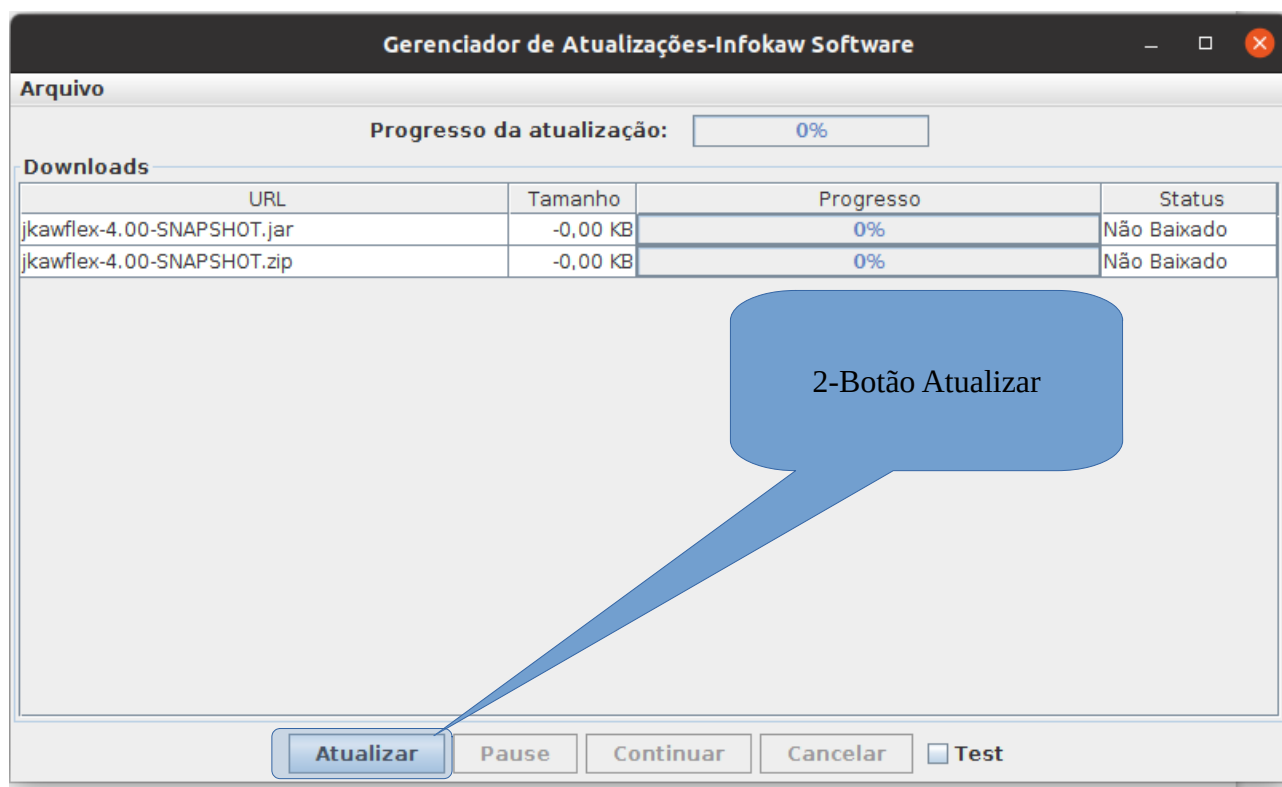 Gerenciador de Atualizações-Infokaw Software
Arquivo
Progresso da atualização: 0%
Downloads
URL Tamanho Progresso Status
jkawflex-4.00-SNAPSHOT.jar -0,00 KB 0% Não Baixado
jkawflex-4.00-SNAPSHOT.zip -0,00 KB 0% Não Baixado
2-Botão Atualizar
Atualizar Pause Continuar Cancelar Test